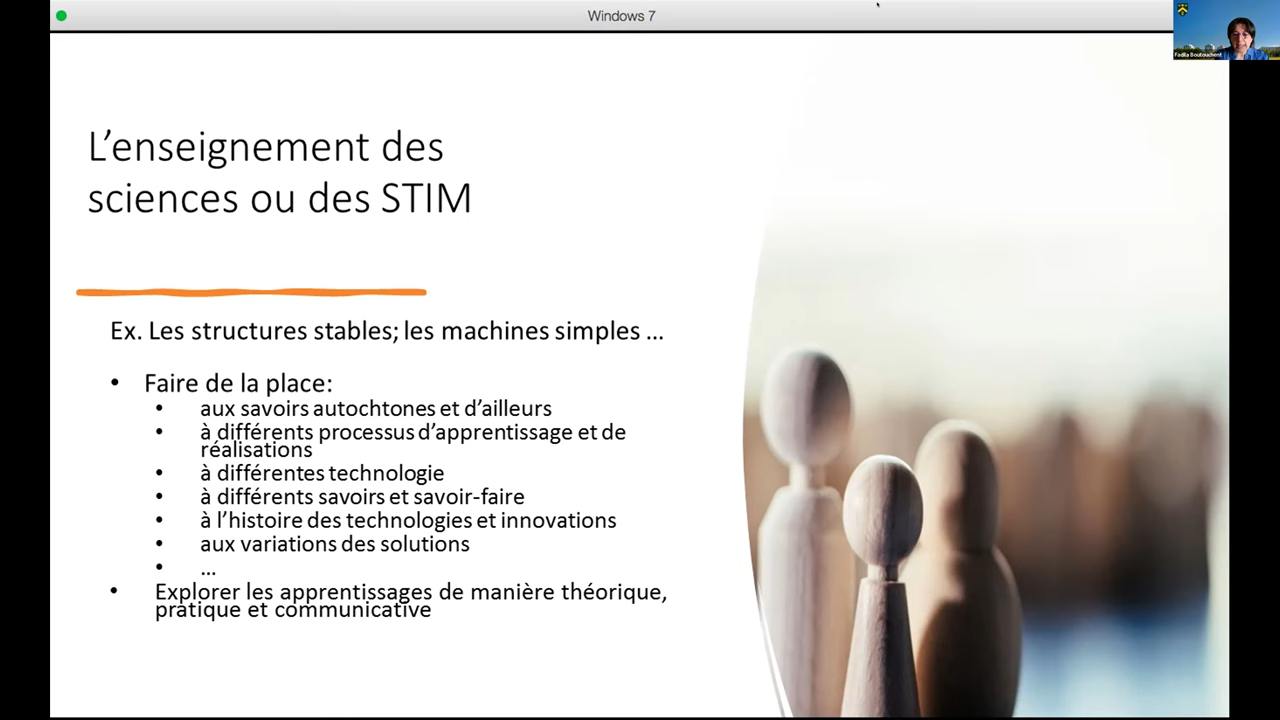 Windows 7
Fadila Boutouchent
L’enseignement des
sciences ou des STIM
Ex. Les structures stables; les machines simples …
• Faire de la place:
• aux savoirs autochtones et d’ailleurs
• à différents processus d’apprentissage et de
réalisations
• à différentes technologie
• à différents savoirs et savoir-faire
• à l’histoire des technologies et innovations
• aux variations des solutions
• …
• Explorer les apprentissages de manière théorique,
pratique et communicative